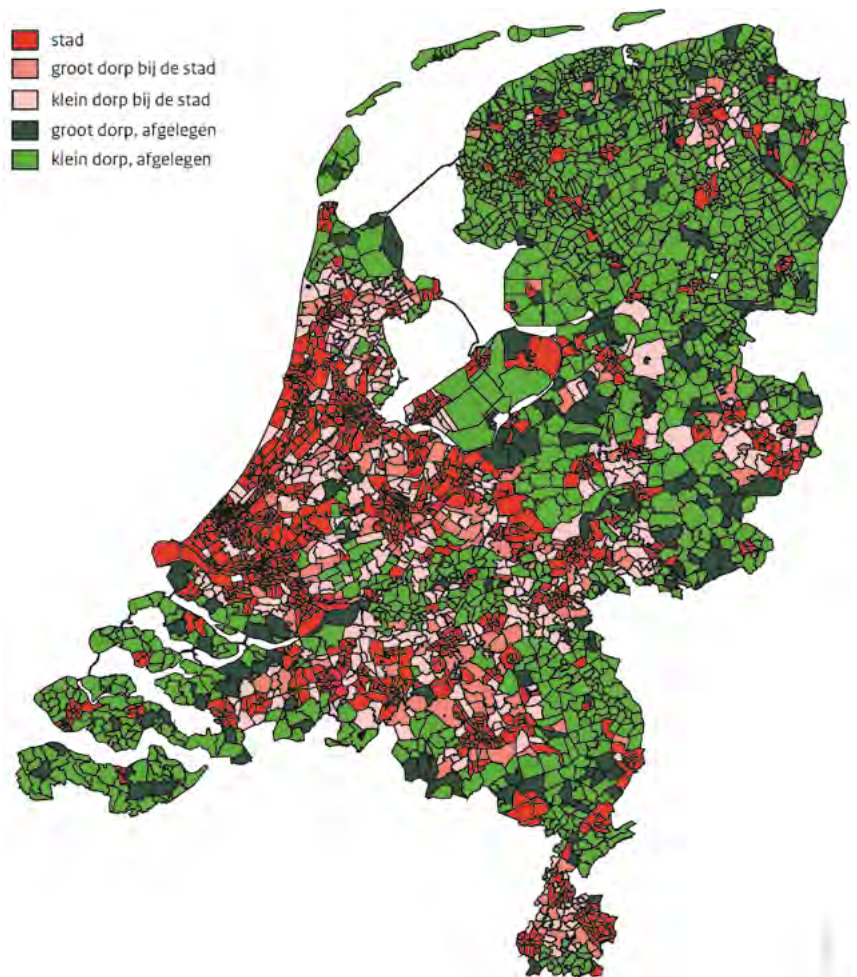 stad
groot dorp bij de stad
klein dorp bij de stad
groot dorp, afgelegen
klein dorp, afgelegen